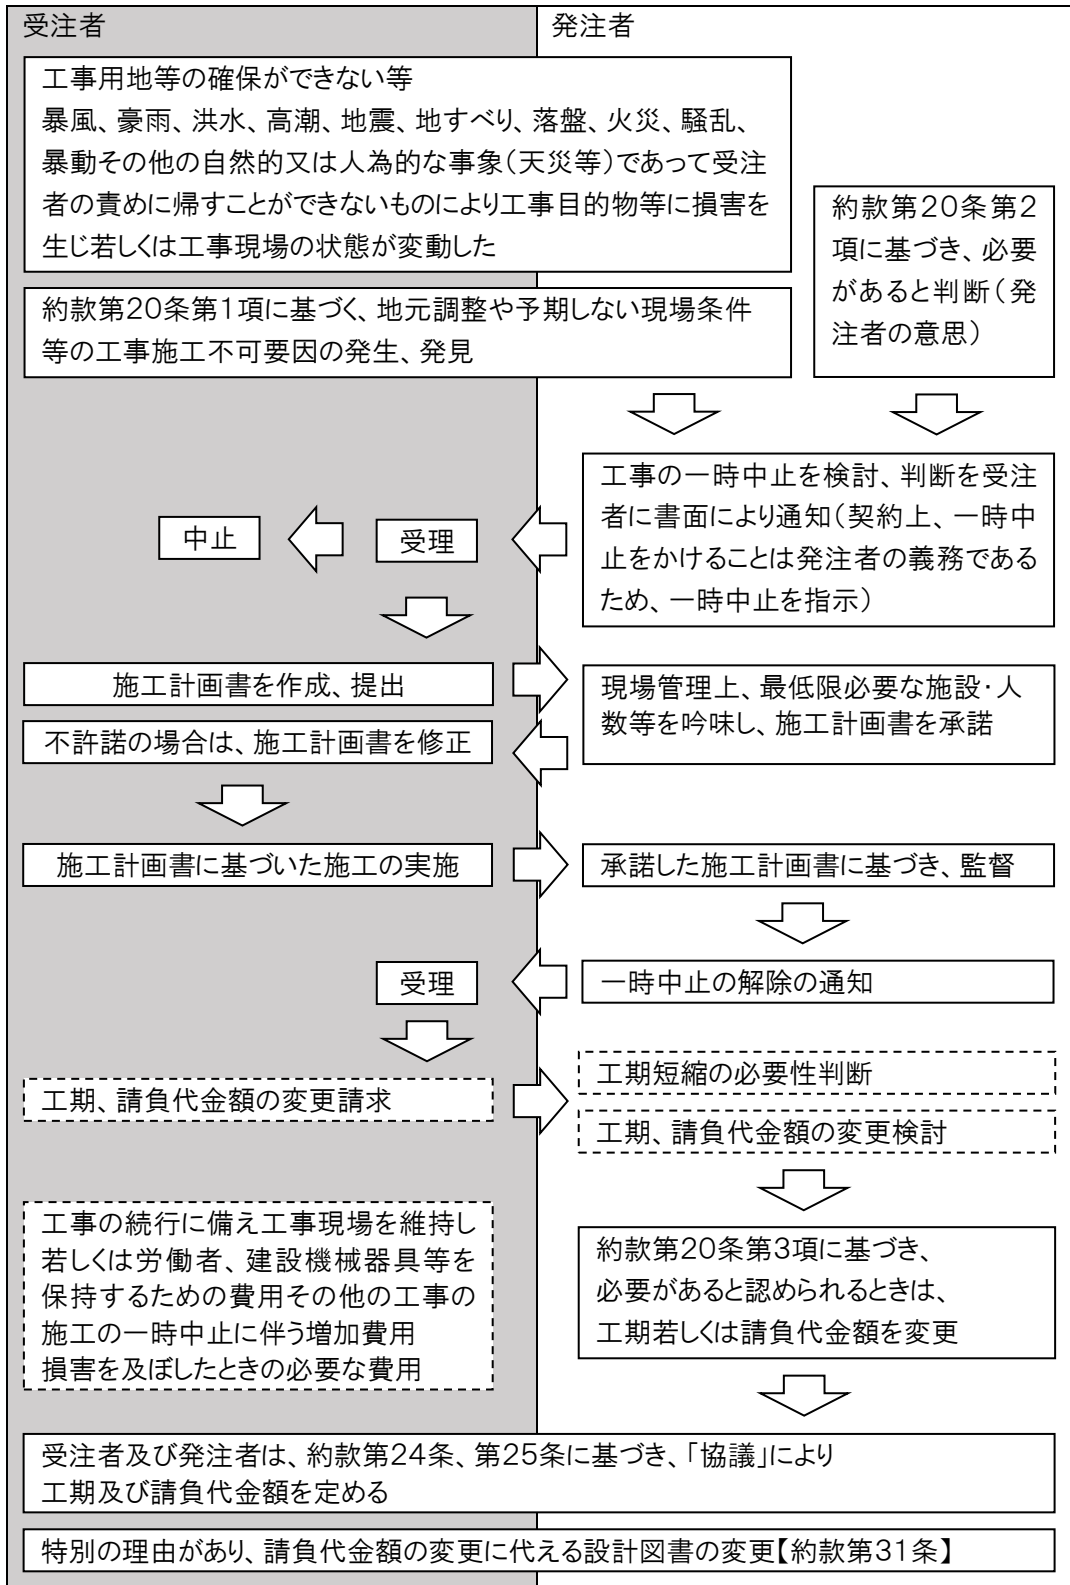 受注者
発注者
工事用地等の確保ができない等
暴風、豪雨、洪水、高潮、地震、地すべり、落盤、火災、騒乱、
暴動その他の自然的又は人為的な事象（天災等）であって受注
者の責めに帰すことができないものにより工事目的物等に損害を
生じ若しくは工事現場の状態が変動した
約款第20条第2
項に基づき、必要
があると判断（発
注者の意思）
約款第20条第1項に基づく、地元調整や予期しない現場条件
等の工事施工不可要因の発生、発見
工事の一時中止を検討、判断を受注
者に書面により通知（契約上、一時中
止をかけることは発注者の義務である
ため、一時中止を指示）
受理
中止
施工計画書を作成、提出
現場管理上、最低限必要な施設・人
数等を吟味し、施工計画書を承諾
不許諾の場合は、施工計画書を修正
施工計画書に基づいた施工の実施
承諾した施工計画書に基づき、監督
一時中止の解除の通知
受理
工期、請負代金額の変更請求
工期短縮の必要性判断
工期、請負代金額の変更検討
工事の続行に備え工事現場を維持し
若しくは労働者、建設機械器具等を
保持するための費用その他の工事の
施工の一時中止に伴う増加費用
損害を及ぼしたときの必要な費用
約款第20条第3項に基づき、
必要があると認められるときは、
工期若しくは請負代金額を変更
受注者及び発注者は、約款第24条、第25条に基づき、「協議」により
工期及び請負代金額を定める
特別の理由があり、請負代金額の変更に代える設計図書の変更【約款第31条】